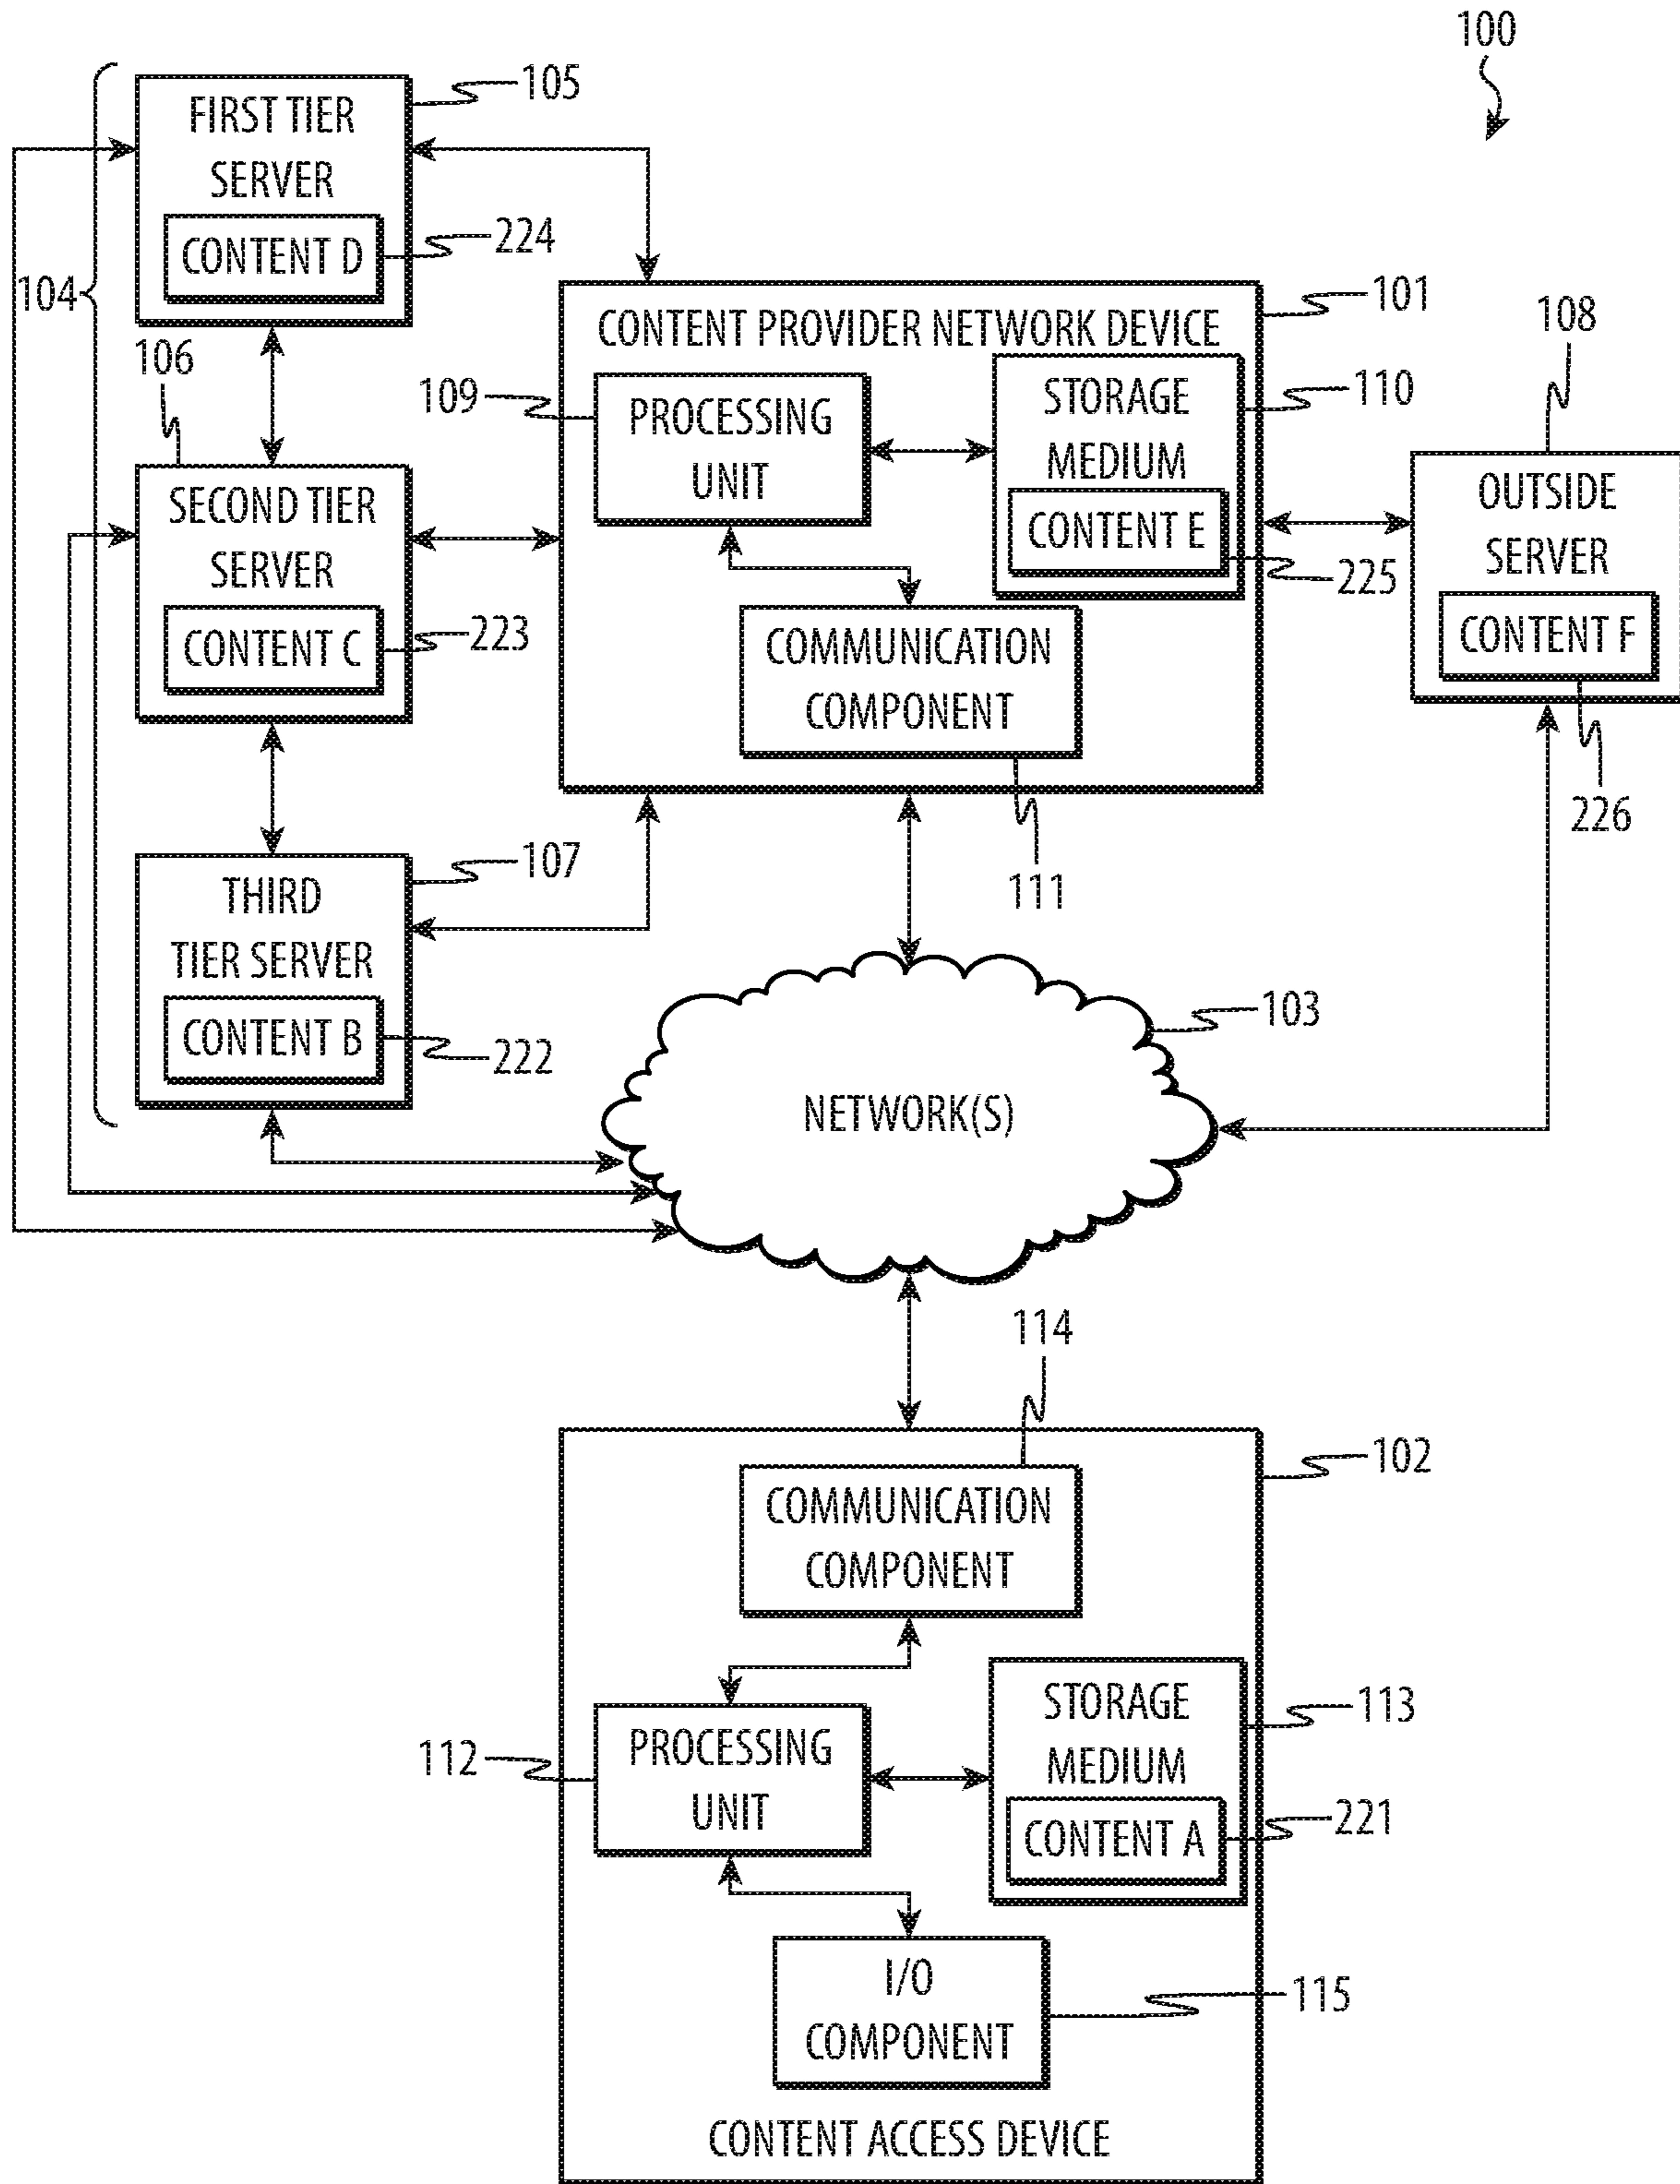 100
105
FIRST TIER
SERVER
CONTENT D
224
104
101
CONTENT PROVIDER NETWORK DEVICE
108
106
109
PROCESSING
UNIT
STORAGE
MEDIUM
CONTENT E
110
225
SECOND TIER
SERVER
CONTENT C
223
OUTSIDE
SERVER
CONTENT F
226
COMMUNICATION
COMPONENT
111
107
THIRD
TIER SERVER
CONTENT B
222
103
NETWORK(S)
114
102
COMMUNICATION
COMPONENT
112
PROCESSING
UNIT
STORAGE
MEDIUM
CONTENT A
113
221
I/O
COMPONENT
115
CONTENT ACCESS DEVICE